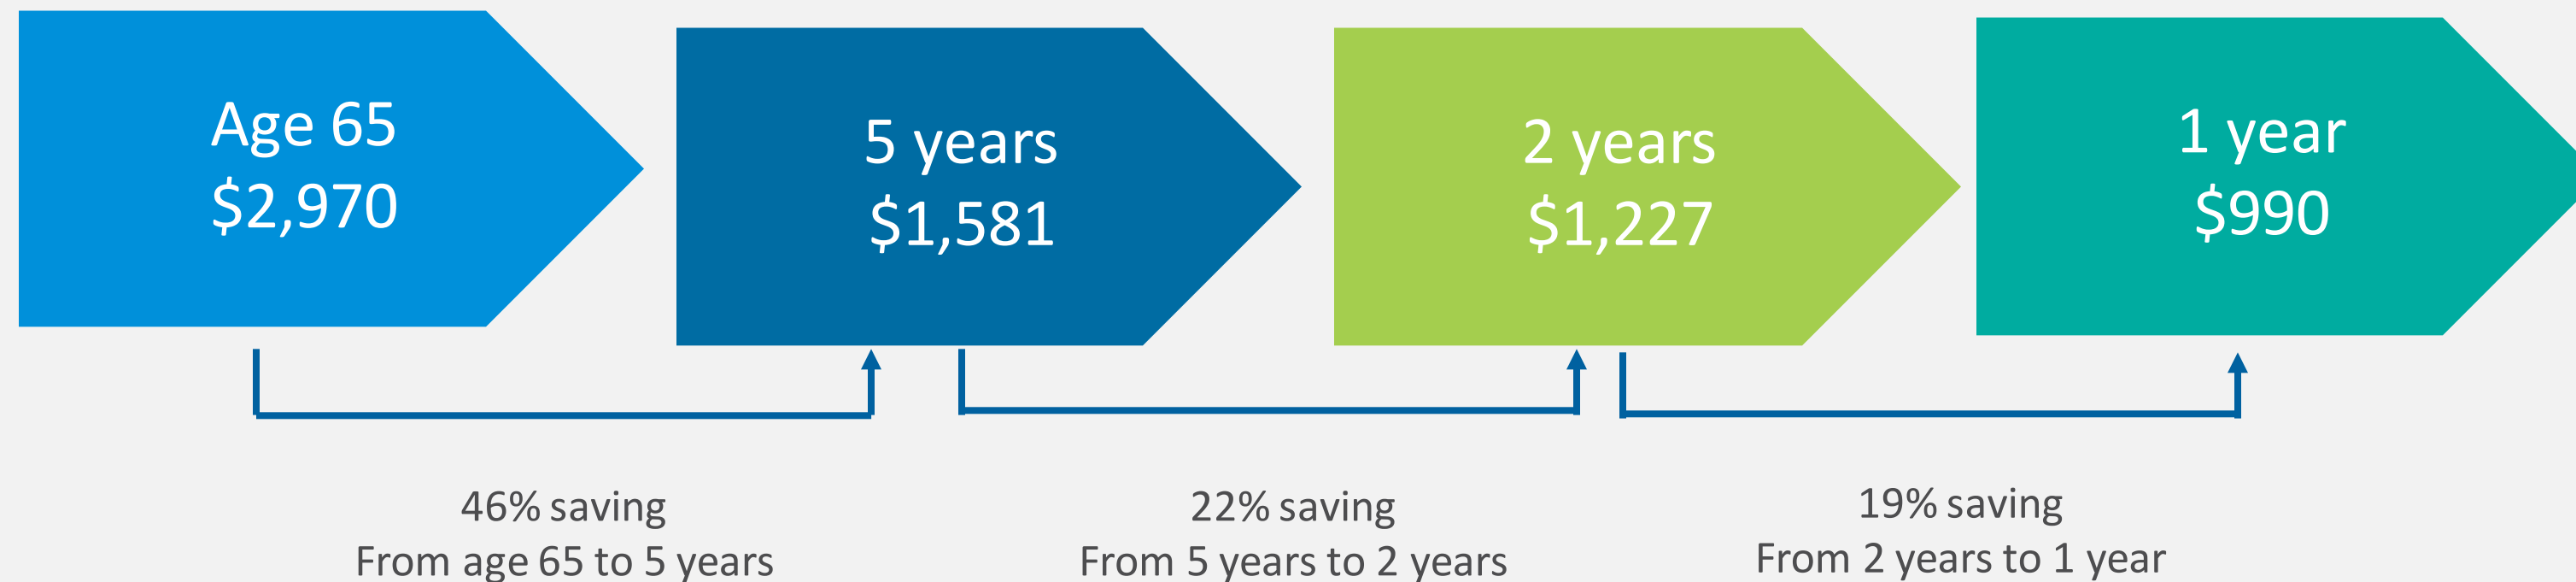 Age 65
$2,970
5 years
$1,581
2 years
$1,227
1 year
$990
46% saving
From age 65 to 5 years
22% saving
From 5 years to 2 years
19% saving
From 2 years to 1 year